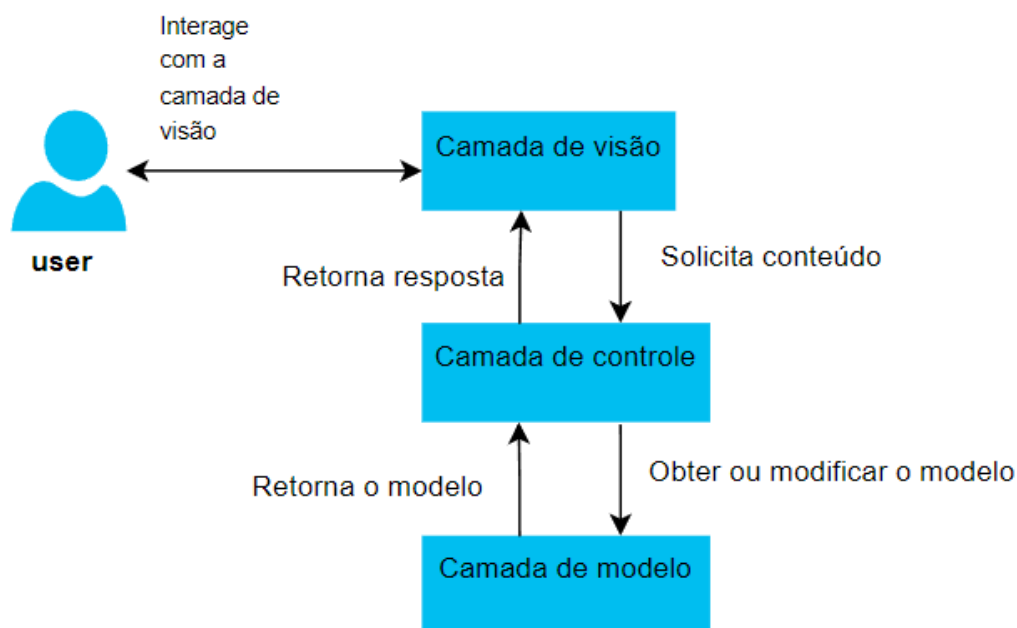 Interage
com a
camada de
visão
Camada de visão
user
Retorna resposta
Solicita conteúdo
Camada de controle
Retorna o modelo
Obter ou modificar o modelo
Camada de modelo